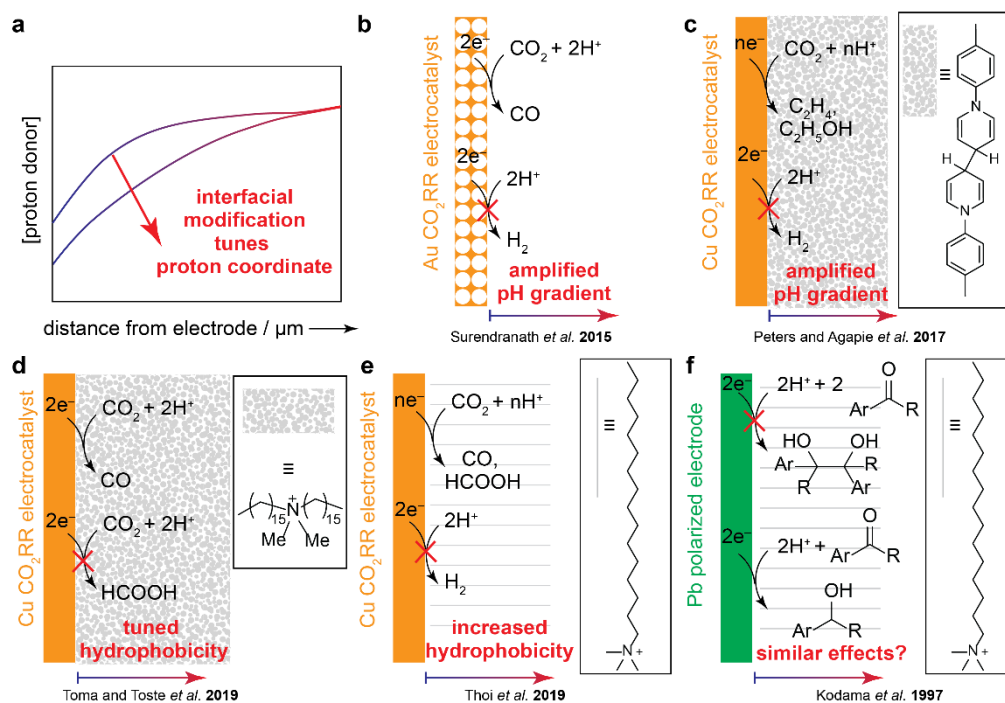 a
[proton donor]
interfacial
modification
tunes
proton coordinate
distance from electrode / µm
b
Au CO₂RR electrocatalyst
2e⁻
CO₂ + 2H⁺
CO
2e⁻
2H⁺
H₂
amplified
pH gradient
Surendranath et al. 2015
c
Cu CO₂RR electrocatalyst
ne⁻
CO₂ + nH⁺
C₂H₄,
C₂H₅OH
2e⁻
2H⁺
H₂
amplified
pH gradient
Peters and Agapie et al. 2017
≡
N
H
H
N
d
Cu CO₂RR electrocatalyst
2e⁻
CO₂ + 2H⁺
CO
2e⁻
CO₂ + 2H⁺
HCOOH
tuned
hydrophobicity
Toma and Toste et al. 2019
≡
( )₁₅ N⁺ ( )₁₅
Me Me
e
Cu CO₂RR electrocatalyst
ne⁻
CO₂ + nH⁺
CO,
HCOOH
2e⁻
2H⁺
H₂
increased
hydrophobicity
Thoi et al. 2019
≡
N⁺
f
Pb polarized electrode
2e⁻
2H⁺ + 2
O
Ar R
HO OH
Ar R
R Ar
2e⁻
2H⁺ +
O
Ar R
OH
Ar R
similar effects?
Kodama et al. 1997
≡
N⁺